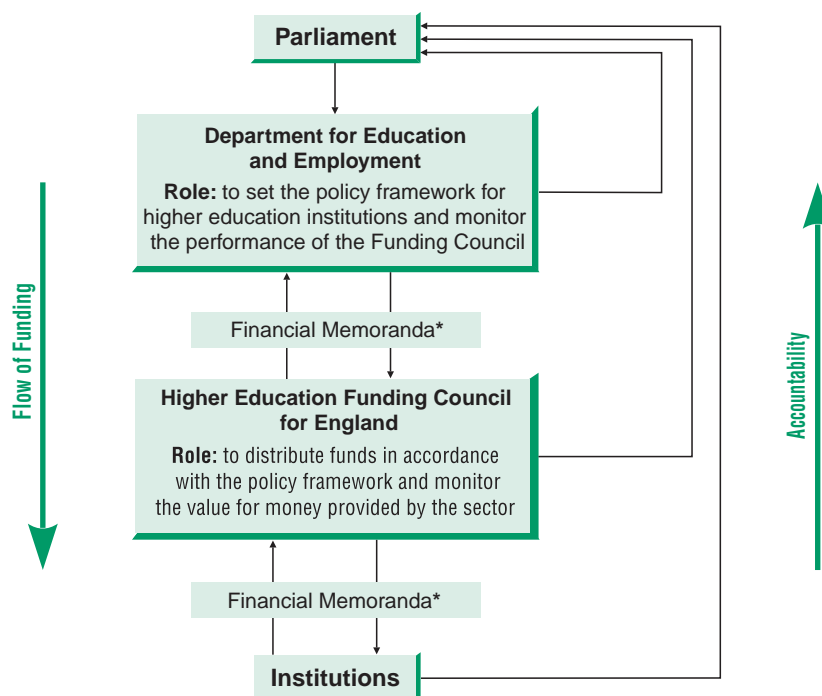 Parliament
Department for Education
and Employment
Role: to set the policy framework for
higher education institutions and monitor
the performance of the Funding Council
Flow of Funding
Financial Memoranda*
Accountability
Higher Education Funding Council
for England
Role: to distribute funds in accordance
with the policy framework and monitor
the value for money provided by the sector
Financial Memoranda*
Institutions